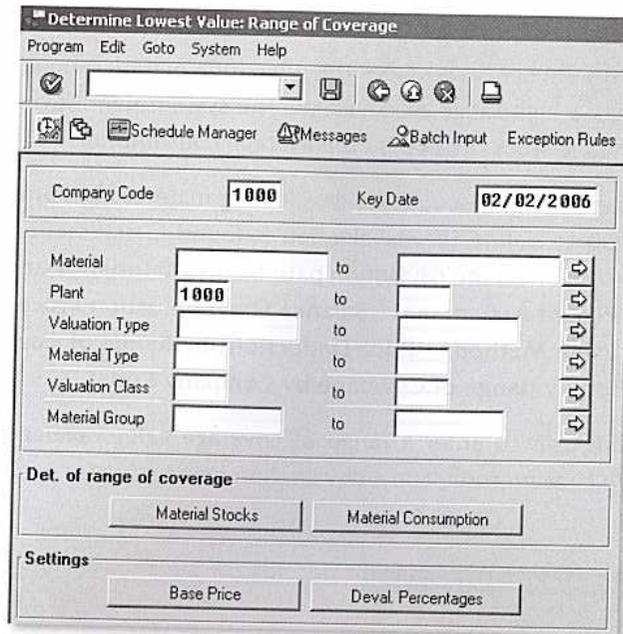 Determine Lowest Value: Range of Coverage
Program Edit Goto System Help
Schedule Manager Messages Batch Input Exception Rules
Company Code 1000 Key Date 02/02/2006
Material to
Plant 1000 to
Valuation Type to
Material Type to
Valuation Class to
Material Group to
Det. of range of coverage
Material Stocks Material Consumption
Settings
Base Price Deval. Percentages